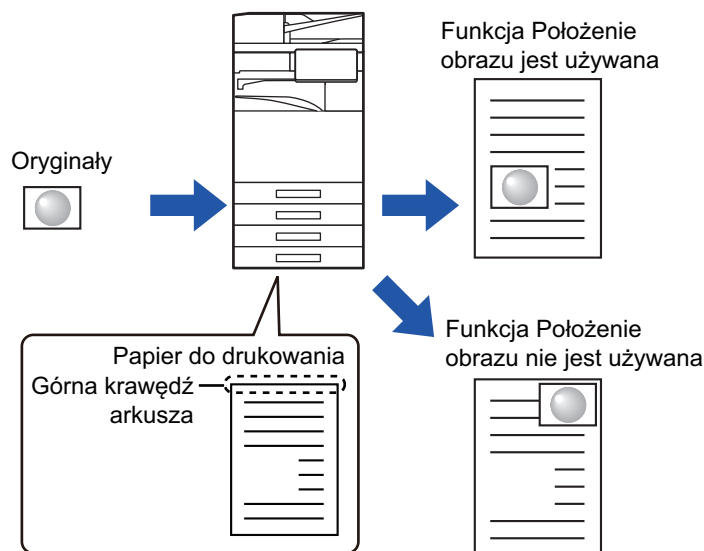 Funkcja Położenie
obrazu jest używana
Oryginały
Funkcja Położenie
obrazu nie jest używana
Papier do drukowania
Górna krawędź
arkusza